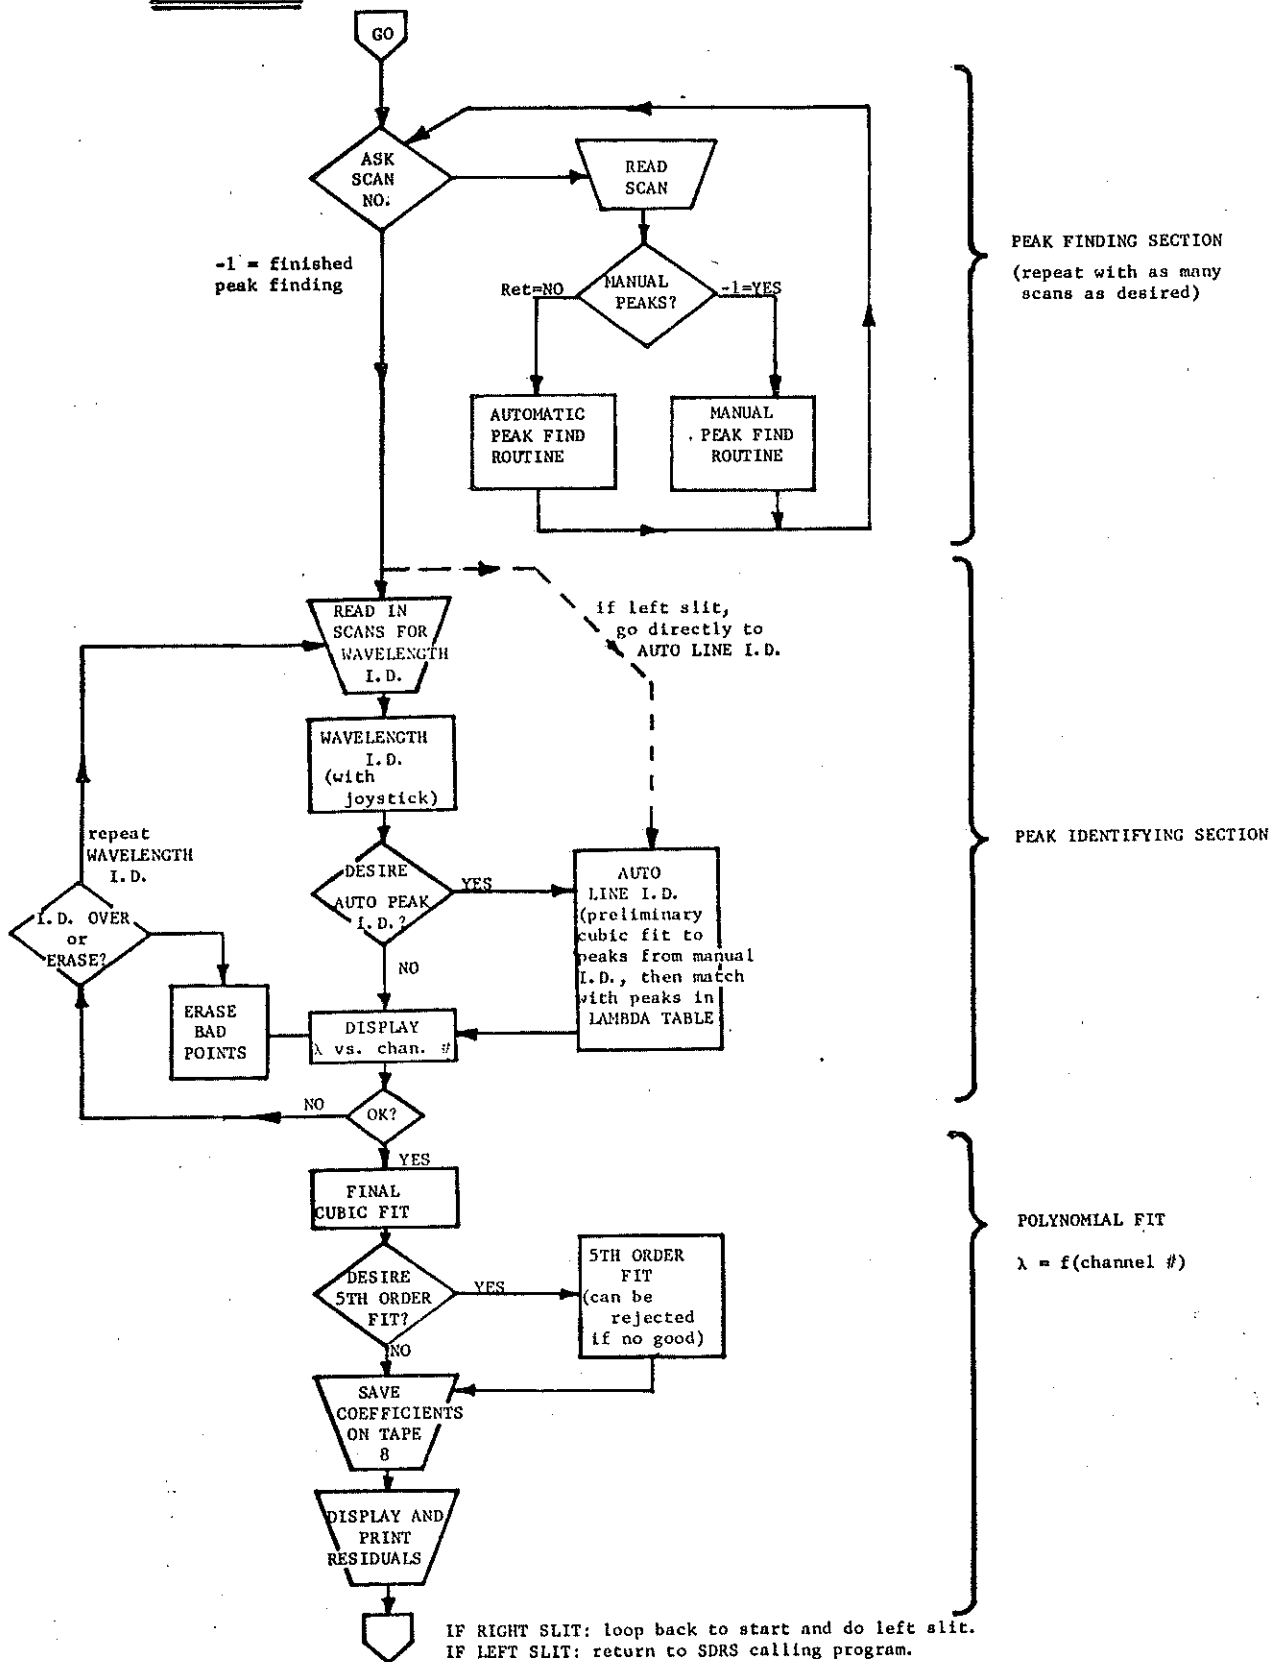 GO
ASK
SCAN
NO.
READ
SCAN
-1 = finished
peak finding
MANUAL
PEAKS?
Ret=NO
-1=YES
AUTOMATIC
PEAK FIND
ROUTINE
MANUAL
PEAK FIND
ROUTINE
PEAK FINDING SECTION
(repeat with as many
scans as desired)
READ IN
SCANS FOR
WAVELENGTH
I.D.
if left slit,
go directly to
AUTO LINE I.D.
WAVELENGTH
I.D.
(with
joystick)
repeat
WAVELENGTH
I.D.
DESIRE
AUTO PEAK
I.D.?
YES
NO
AUTO
LINE I.D.
(preliminary
cubic fit to
peaks from manual
I.D., then match
with peaks in
LAMBDA TABLE
PEAK IDENTIFYING SECTION
I.D. OVER
or
ERASE?
ERASE
BAD
POINTS
DISPLAY
λ vs. chan. #
NO
OK?
YES
FINAL
CUBIC FIT
DESIRE
5TH ORDER
FIT?
YES
NO
5TH ORDER
FIT
(can be
rejected
if no good)
POLYNOMIAL FIT
λ = f(channel #)
SAVE
COEFFICIENTS
ON TAPE
8
DISPLAY AND
PRINT
RESIDUALS
IF RIGHT SLIT: loop back to start and do left slit.
IF LEFT SLIT: return to SDRS calling program.